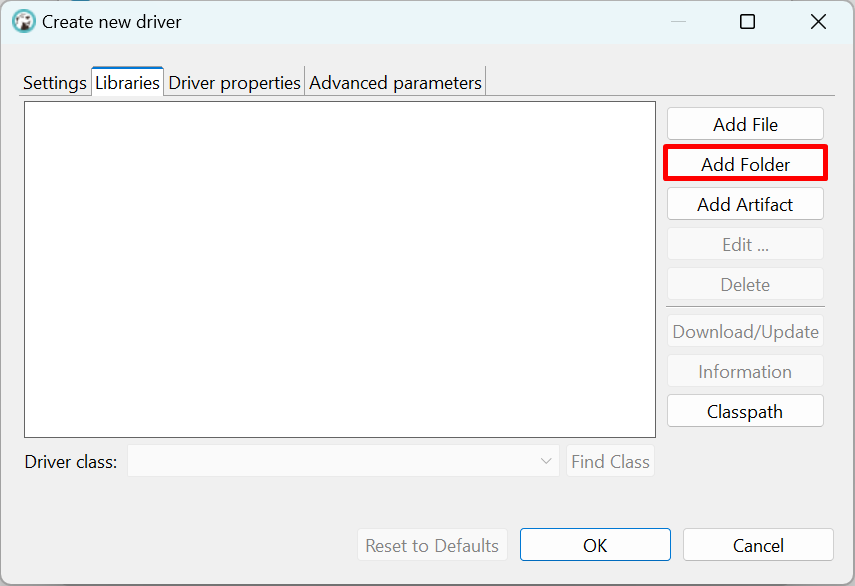 Create new driver
Settings Libraries Driver properties Advanced parameters
Add File
Add Folder
Add Artifact
Edit ...
Delete
Download/Update
Information
Classpath
Driver class: Find Class
Reset to Defaults OK Cancel